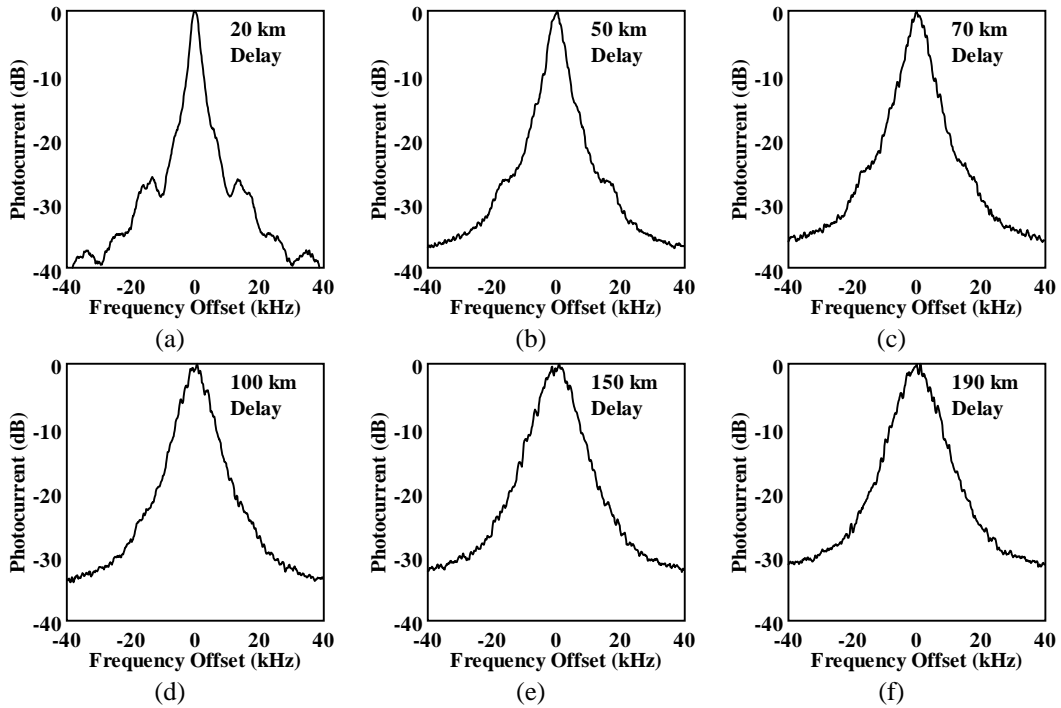 0
-10
-20
-30
-40
Photocurrent (dB)
20 km
Delay
-40 -20 0 20 40
Frequency Offset (kHz)
(a)
0
-10
-20
-30
-40
Photocurrent (dB)
50 km
Delay
-40 -20 0 20 40
Frequency Offset (kHz)
(b)
0
-10
-20
-30
-40
Photocurrent (dB)
70 km
Delay
-40 -20 0 20 40
Frequency Offset (kHz)
(c)
0
-10
-20
-30
-40
Photocurrent (dB)
100 km
Delay
-40 -20 0 20 40
Frequency Offset (kHz)
(d)
0
-10
-20
-30
-40
Photocurrent (dB)
150 km
Delay
-40 -20 0 20 40
Frequency Offset (kHz)
(e)
0
-10
-20
-30
-40
Photocurrent (dB)
190 km
Delay
-40 -20 0 20 40
Frequency Offset (kHz)
(f)